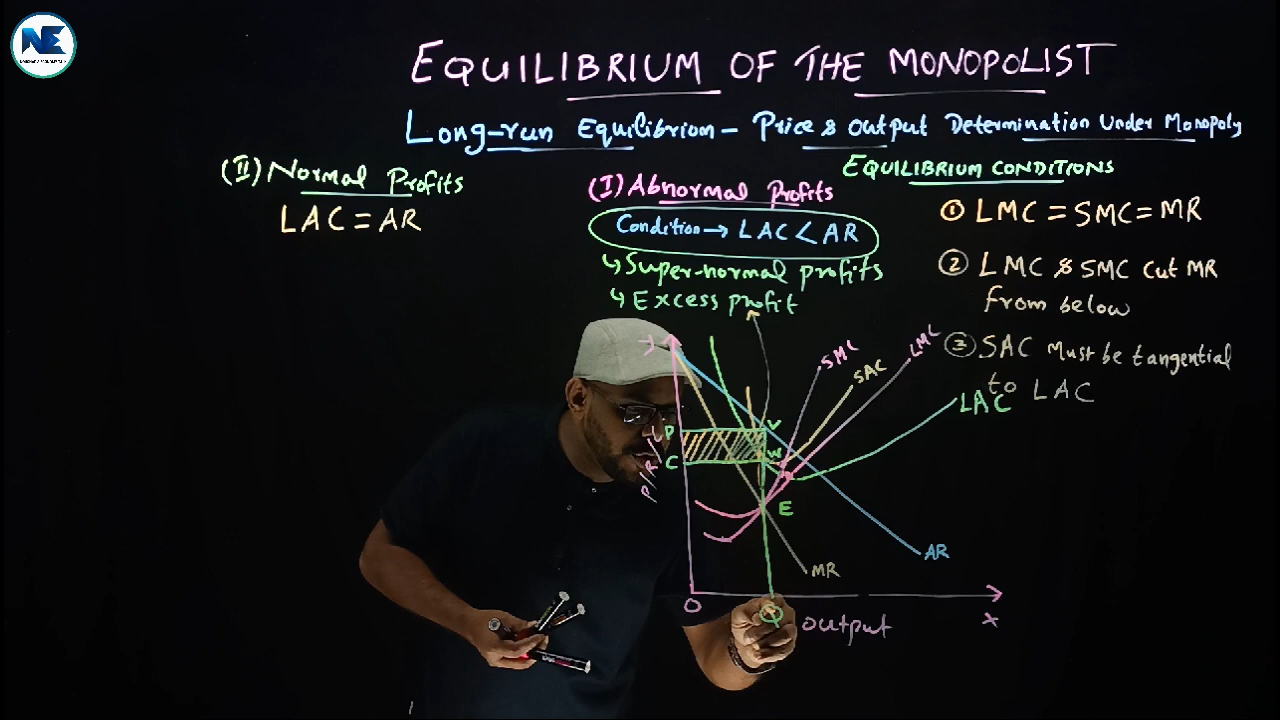 NE
EQUILIBRIUM OF THE MONOPOLIST
Long-run Equilibriom - Price & output Determination Under Monopoly
(II) Normal Profits
LAC = AR
(I) Abnormal Profits
Condition → LAC < AR
↳ Super-normal profits
↳ Excess profit
EQUILIBRIUM CONDITIONS
① LMC = SMC = MR
② LMC & SMC Cut MR
from below
③ SAC Must be tangential
to LAC
SMC
SAC
LMC
LAC
P
V
C
W
P/R/
E
AR
MR
O
Q
output
x